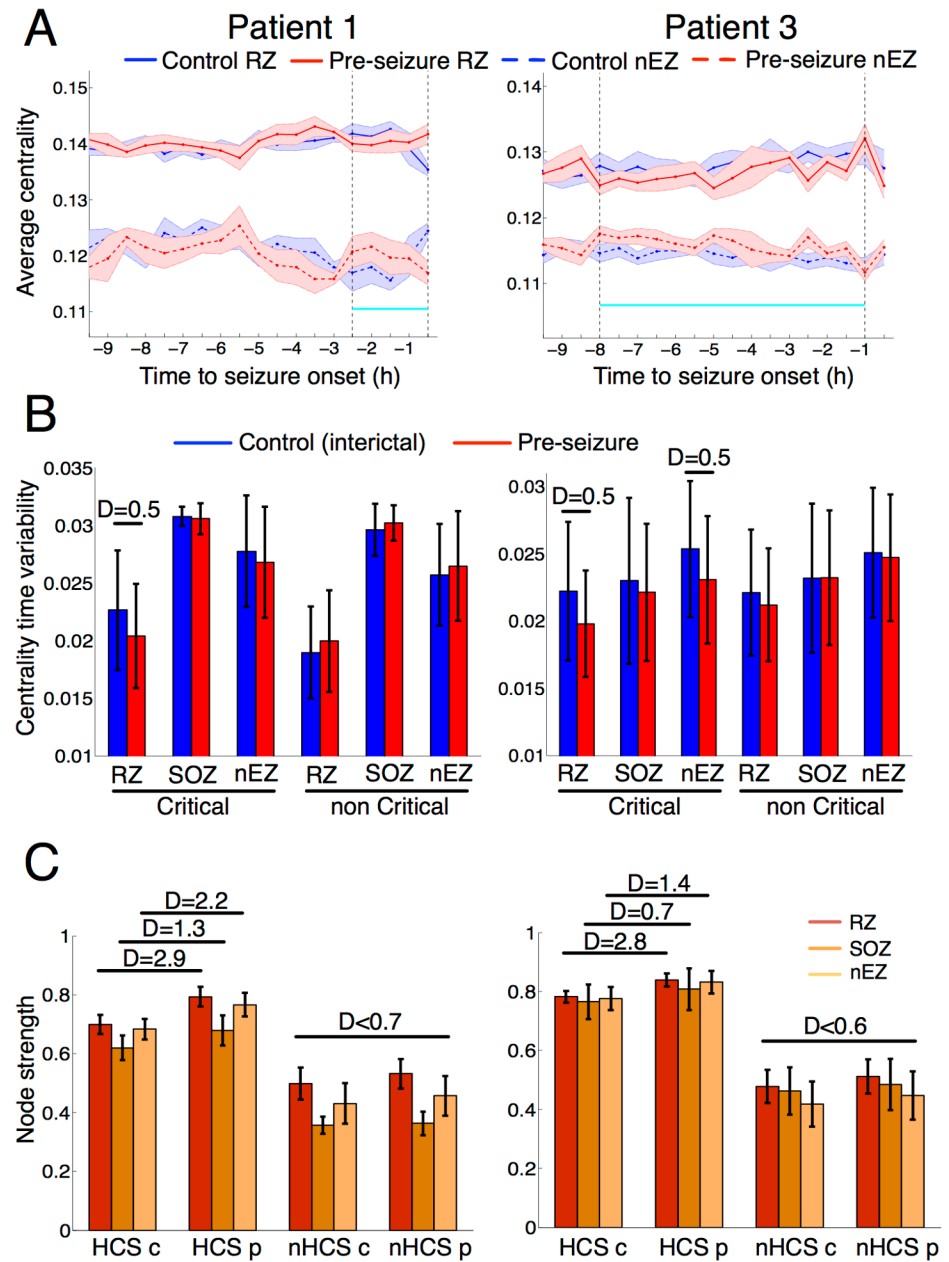 A
Patient 1
Patient 3
Control RZ Pre-seizure RZ Control nEZ Pre-seizure nEZ
Average centrality
0.15
0.14
0.13
0.12
0.11
−9 −8 −7 −6 −5 −4 −3 −2 −1
Time to seizure onset (h)
0.14
0.13
0.12
0.11
−9 −8 −7 −6 −5 −4 −3 −2 −1
Time to seizure onset (h)
B
Control (interictal) Pre-seizure
Centrality time variability
0.035
0.03
0.025
0.02
0.015
0.01
D=0.5
RZ SOZ nEZ RZ SOZ nEZ
Critical non Critical
0.03
0.025
0.02
0.015
0.01
D=0.5
D=0.5
RZ SOZ nEZ RZ SOZ nEZ
Critical non Critical
C
Node strength
1
0.8
0.6
0.4
0.2
0
D=2.2
D=1.3
D=2.9
D<0.7
HCS c HCS p nHCS c nHCS p
1
0.8
0.6
0.4
0.2
0
D=1.4
D=0.7
D=2.8
D<0.6
RZ
SOZ
nEZ
HCS c HCS p nHCS c nHCS p